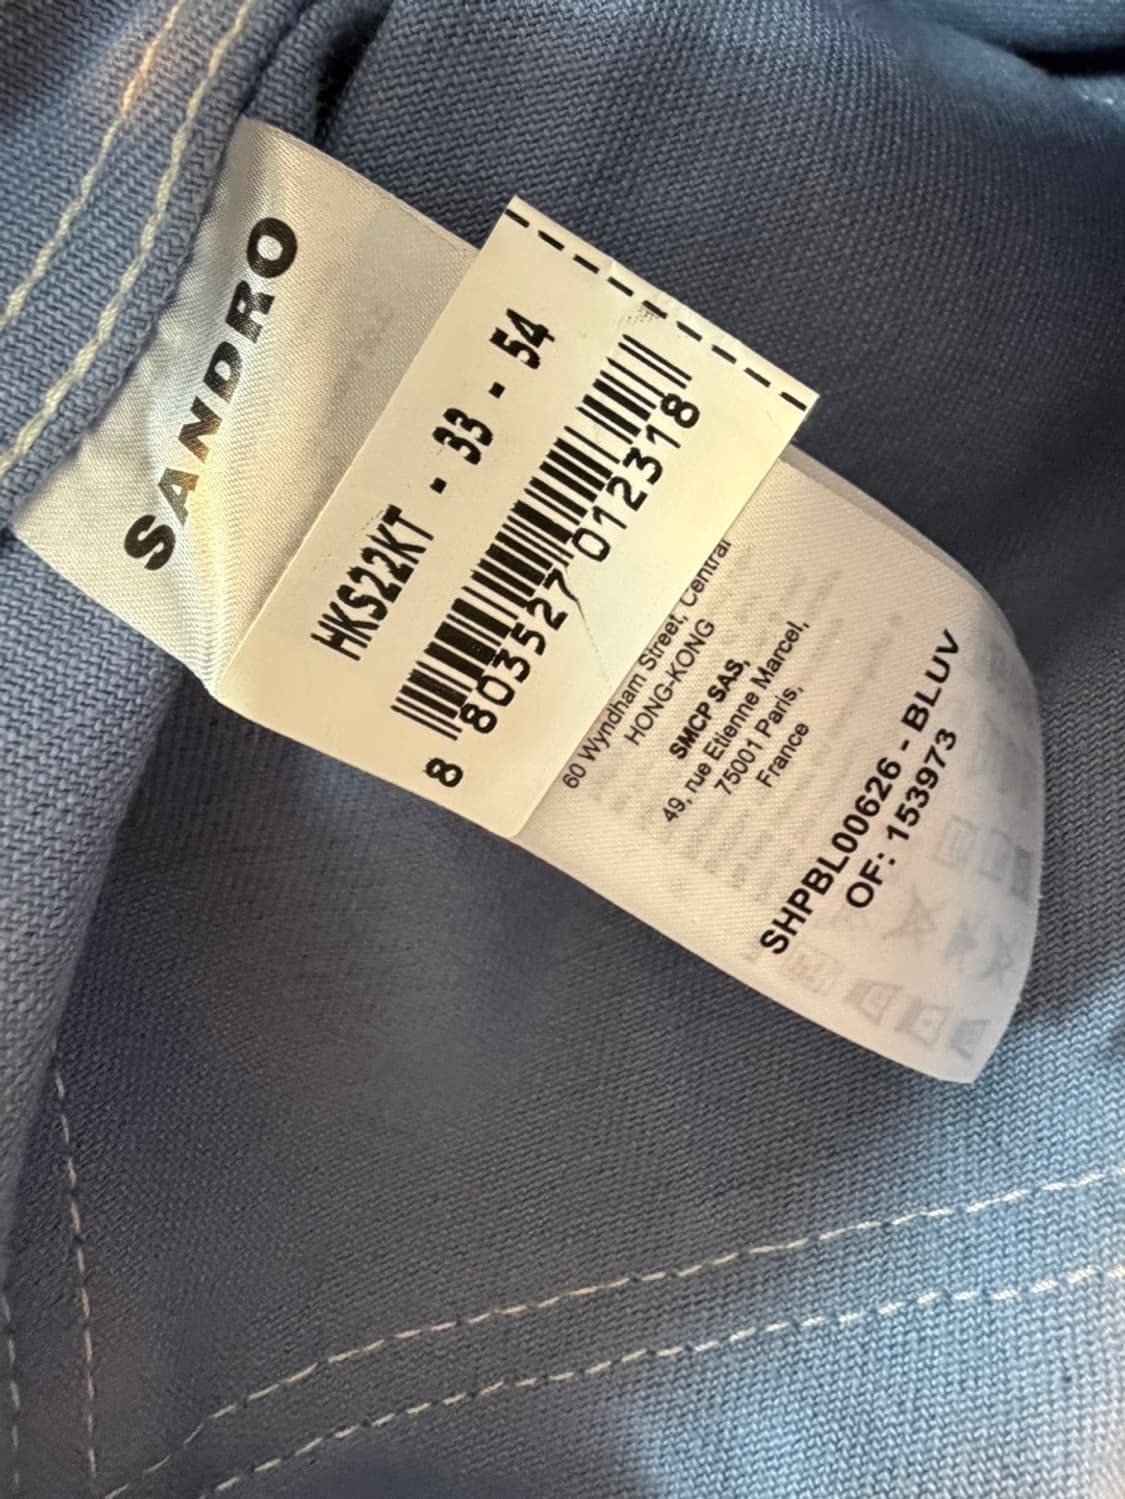 SANDRO
HKS22KT - 33 - 54
8 803527 012318
60 Wyndham Street, Central
HONG-KONG
SMCP SAS,
49, rue Etienne Marcel,
75001 Paris,
France
SHPBL00626 - BLUV
OF: 153973